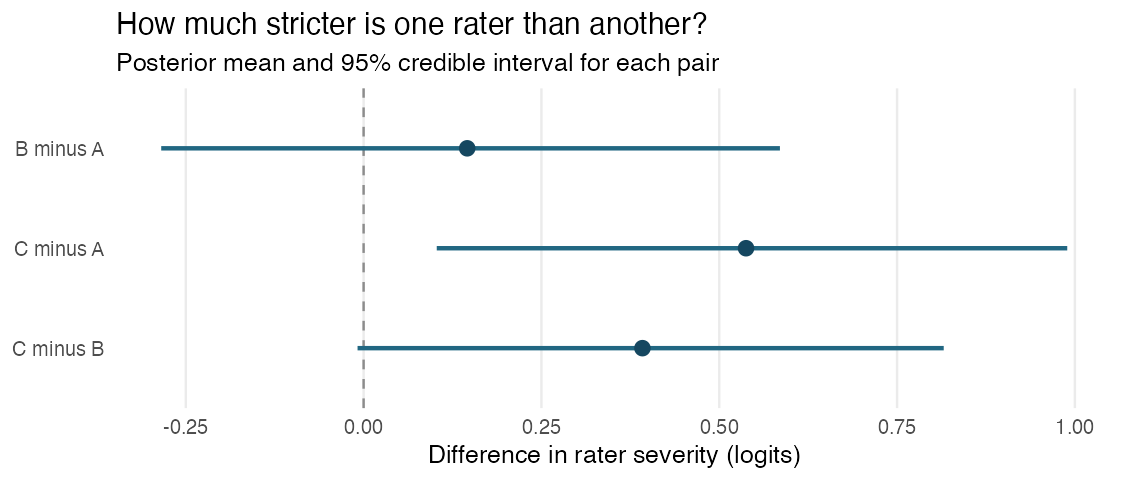 How much stricter is one rater than another?
Posterior mean and 95% credible interval for each pair
B minus A
C minus A
C minus B
-0.25 0.00 0.25 0.50 0.75 1.00
Difference in rater severity (logits)